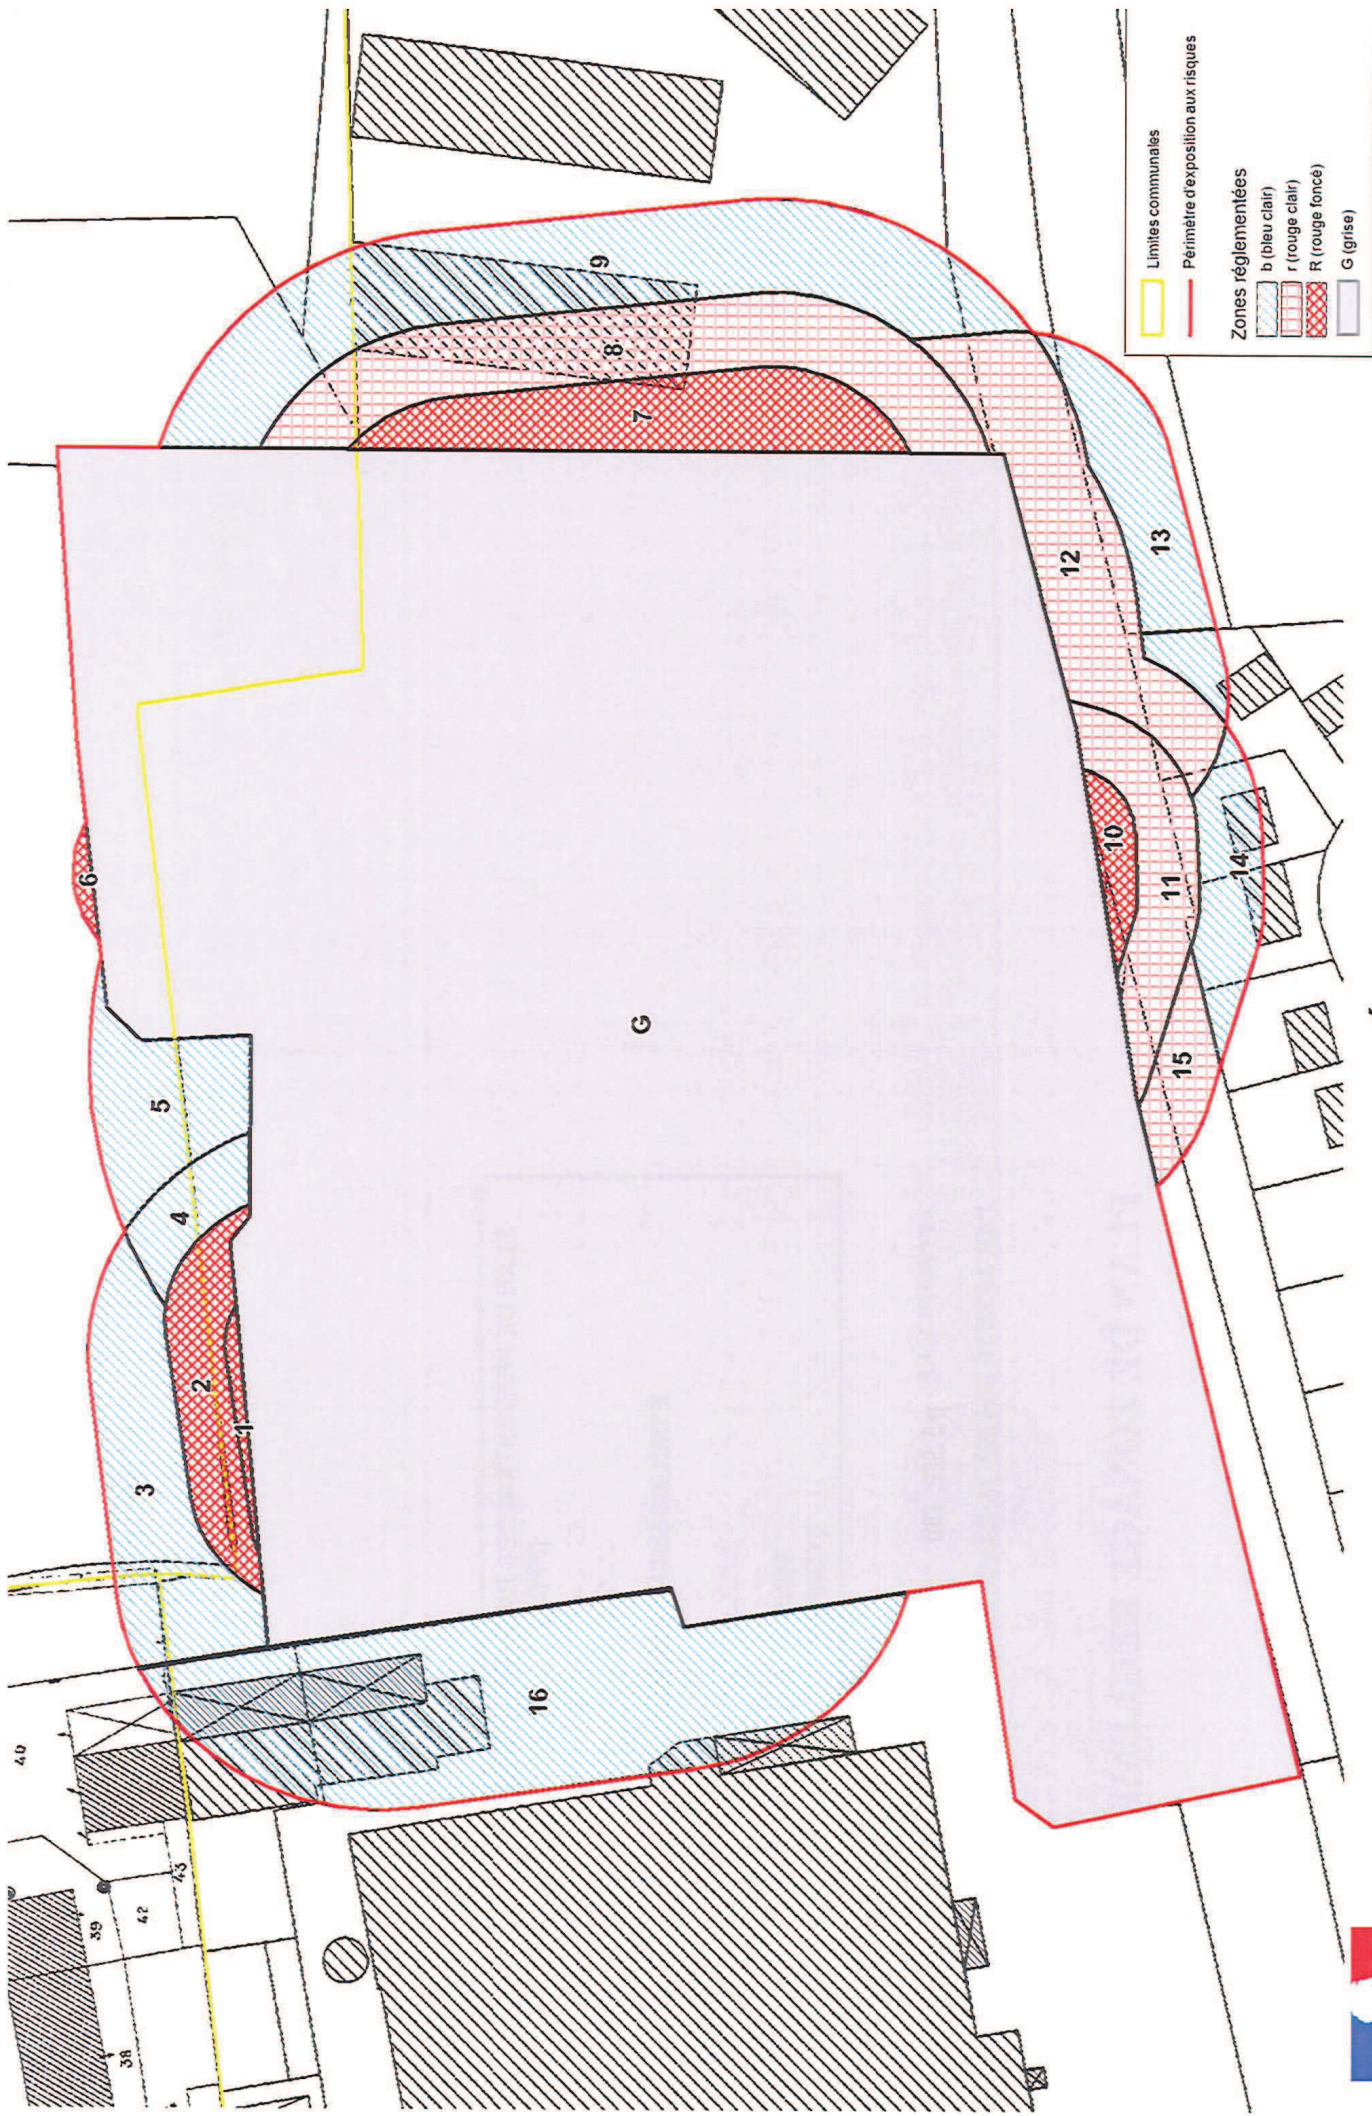 Limites communales
Périmètre d'exposition aux risques
Zones réglementées
b (bleu clair)
r (rouge clair)
R (rouge foncé)
G (grise)
1
2
3
4
5
6
7
8
9
10
11
12
13
14
15
16
G
38
39
40
42
43